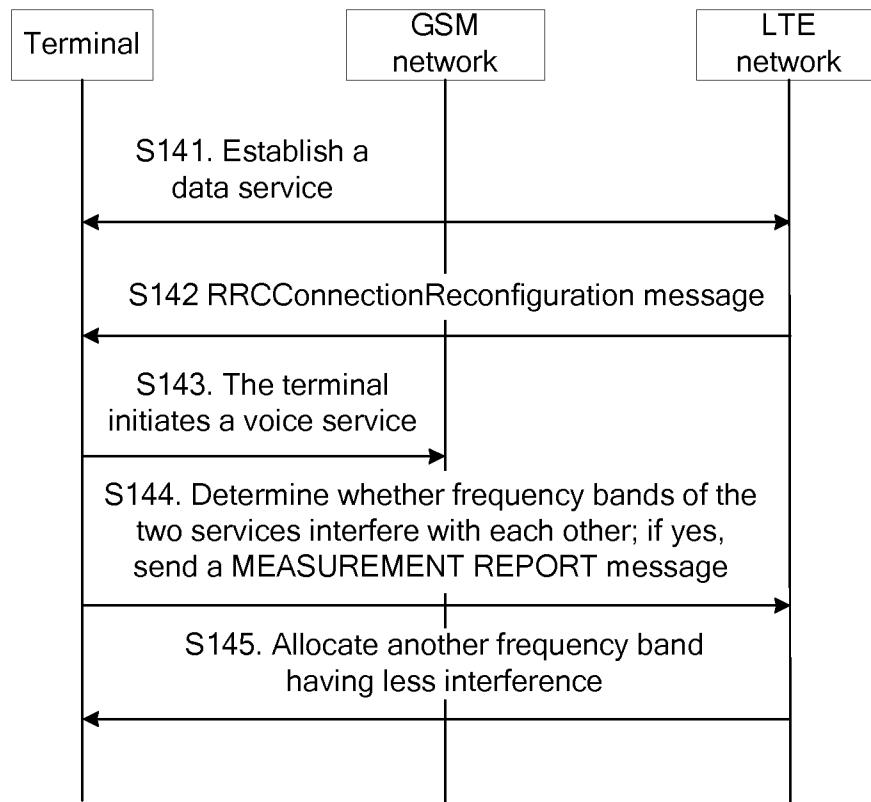 Terminal
GSM
network
LTE
network
S141. Establish a
data service
S142 RRCConnectionReconfiguration message
S143. The terminal
initiates a voice service
S144. Determine whether frequency bands of the
two services interfere with each other; if yes,
send a MEASUREMENT REPORT message
S145. Allocate another frequency band
having less interference